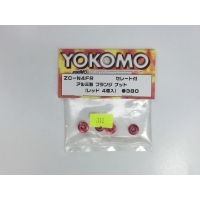 YOKOMO
ZC-N4FR セレート付
アルミ製 フランジ ナット
(レッド 4個入) ●380